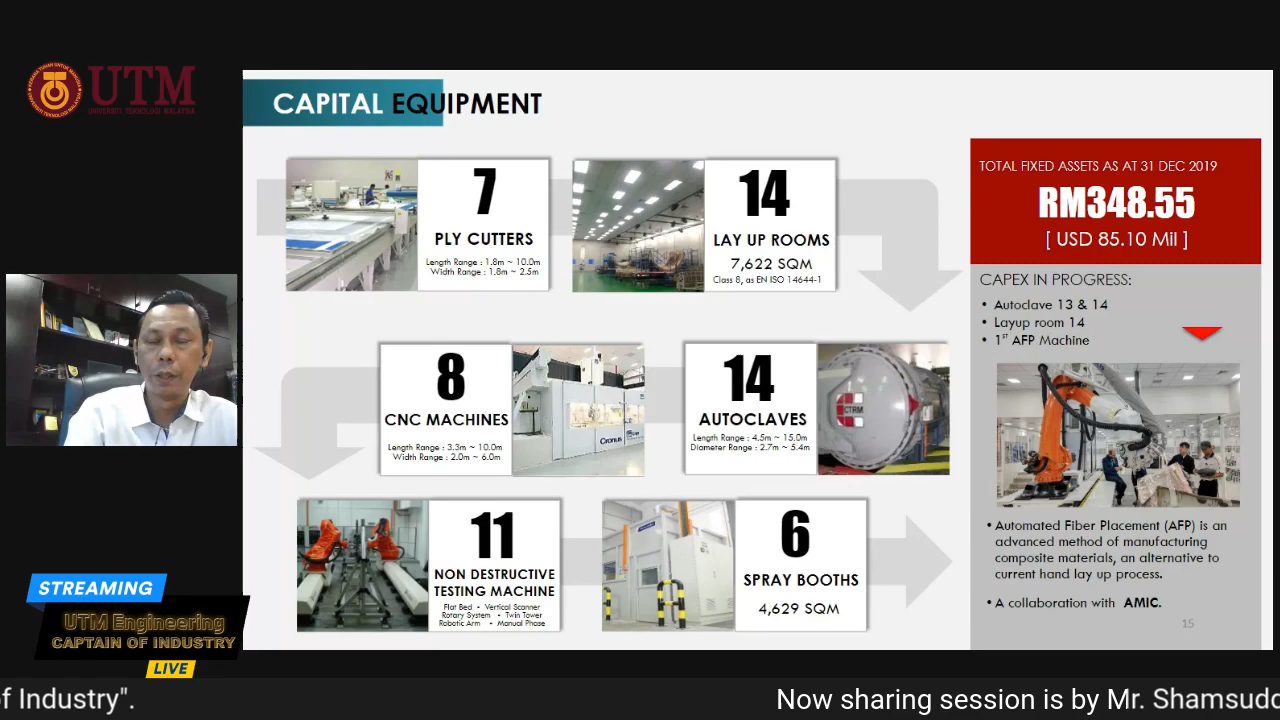 UTM
UNIVERSITI TEKNOLOGI MALAYSIA
CAPITAL EQUIPMENT
7
PLY CUTTERS
Length Range : 1.8m ~ 10.0m
Width Range : 1.8m ~ 2.5m
14
LAY UP ROOMS
7,622 SQM
Class 8, as EN ISO 14644-1
8
CNC MACHINES
Length Range : 3.3m ~ 10.0m
Width Range : 2.0m ~ 6.0m
Cronus
14
AUTOCLAVES
Length Range : 4.5m ~ 15.0m
Diameter Range : 2.7m ~ 5.4m
CTRM
11
NON DESTRUCTIVE
TESTING MACHINE
Flat Bed • Vertical Scanner
Rotary System • Twin Tower
Robotic Arm • Manual Phase
6
SPRAY BOOTHS
4,629 SQM
TOTAL FIXED ASSETS AS AT 31 DEC 2019
RM348.55
[ USD 85.10 Mil ]
CAPEX IN PROGRESS:
• Autoclave 13 & 14
• Layup room 14
• 1ST AFP Machine
• Automated Fiber Placement (AFP) is an
advanced method of manufacturing
composite materials, an alternative to
current hand lay up process.
• A collaboration with AMIC.
15
STREAMING
UTM Engineering
CAPTAIN OF INDUSTRY
LIVE
of Industry". Now sharing session is by Mr. Shamsudd